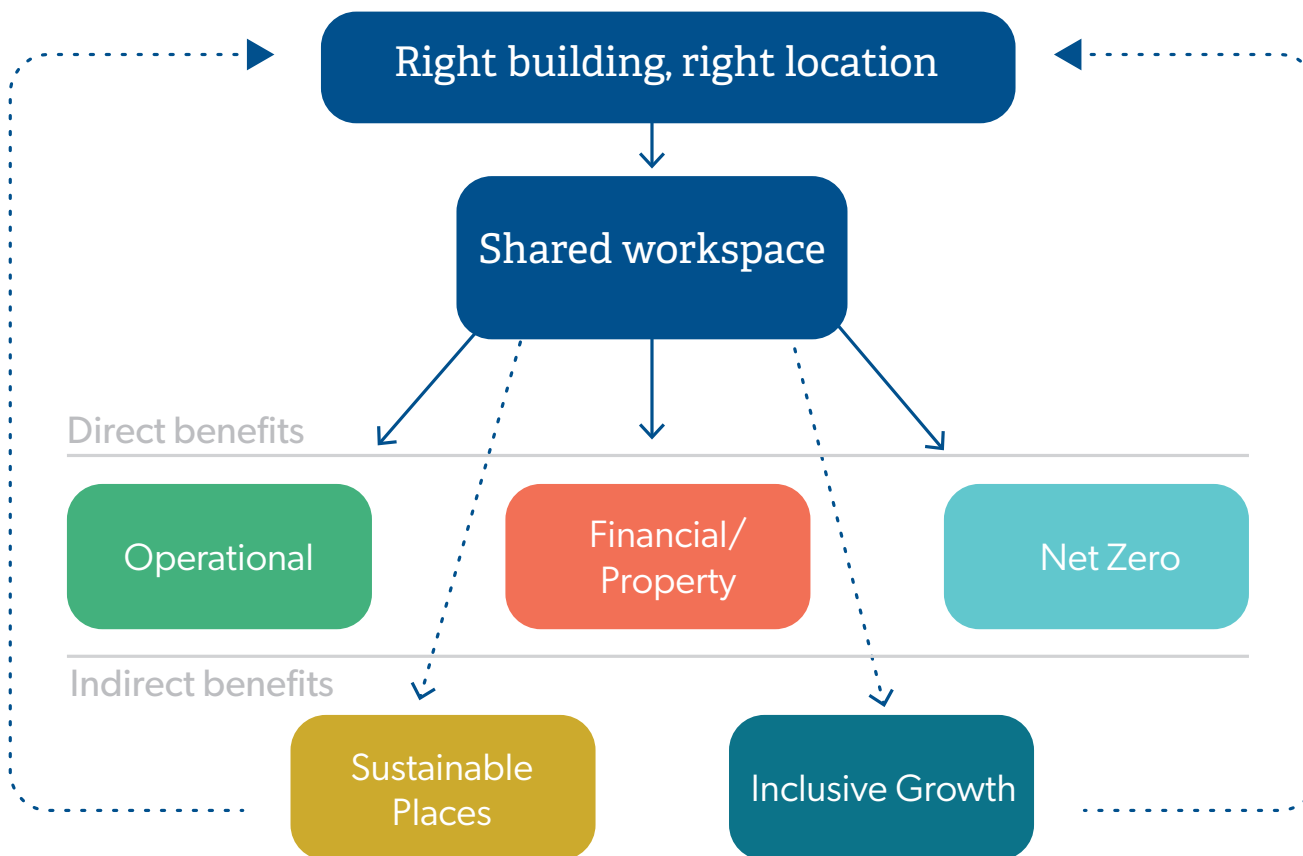 Right building, right location
Shared workspace
Direct benefits
Operational
Financial/
Property
Net Zero
Indirect benefits
Sustainable
Places
Inclusive Growth